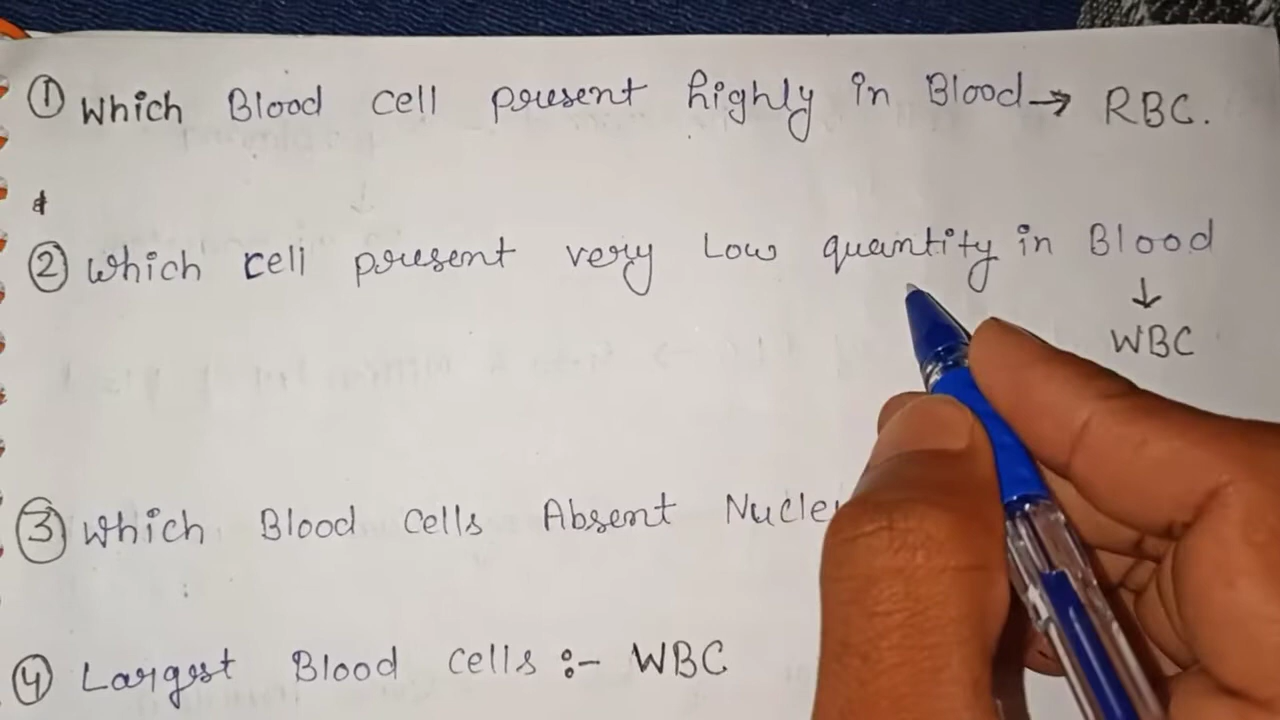 ① Which Blood cell present highly in Blood → RBC.
② Which cell present very Low quantity in Blood
↓
WBC
③ Which Blood cells Absent
④ Largest Blood cells :- WBC